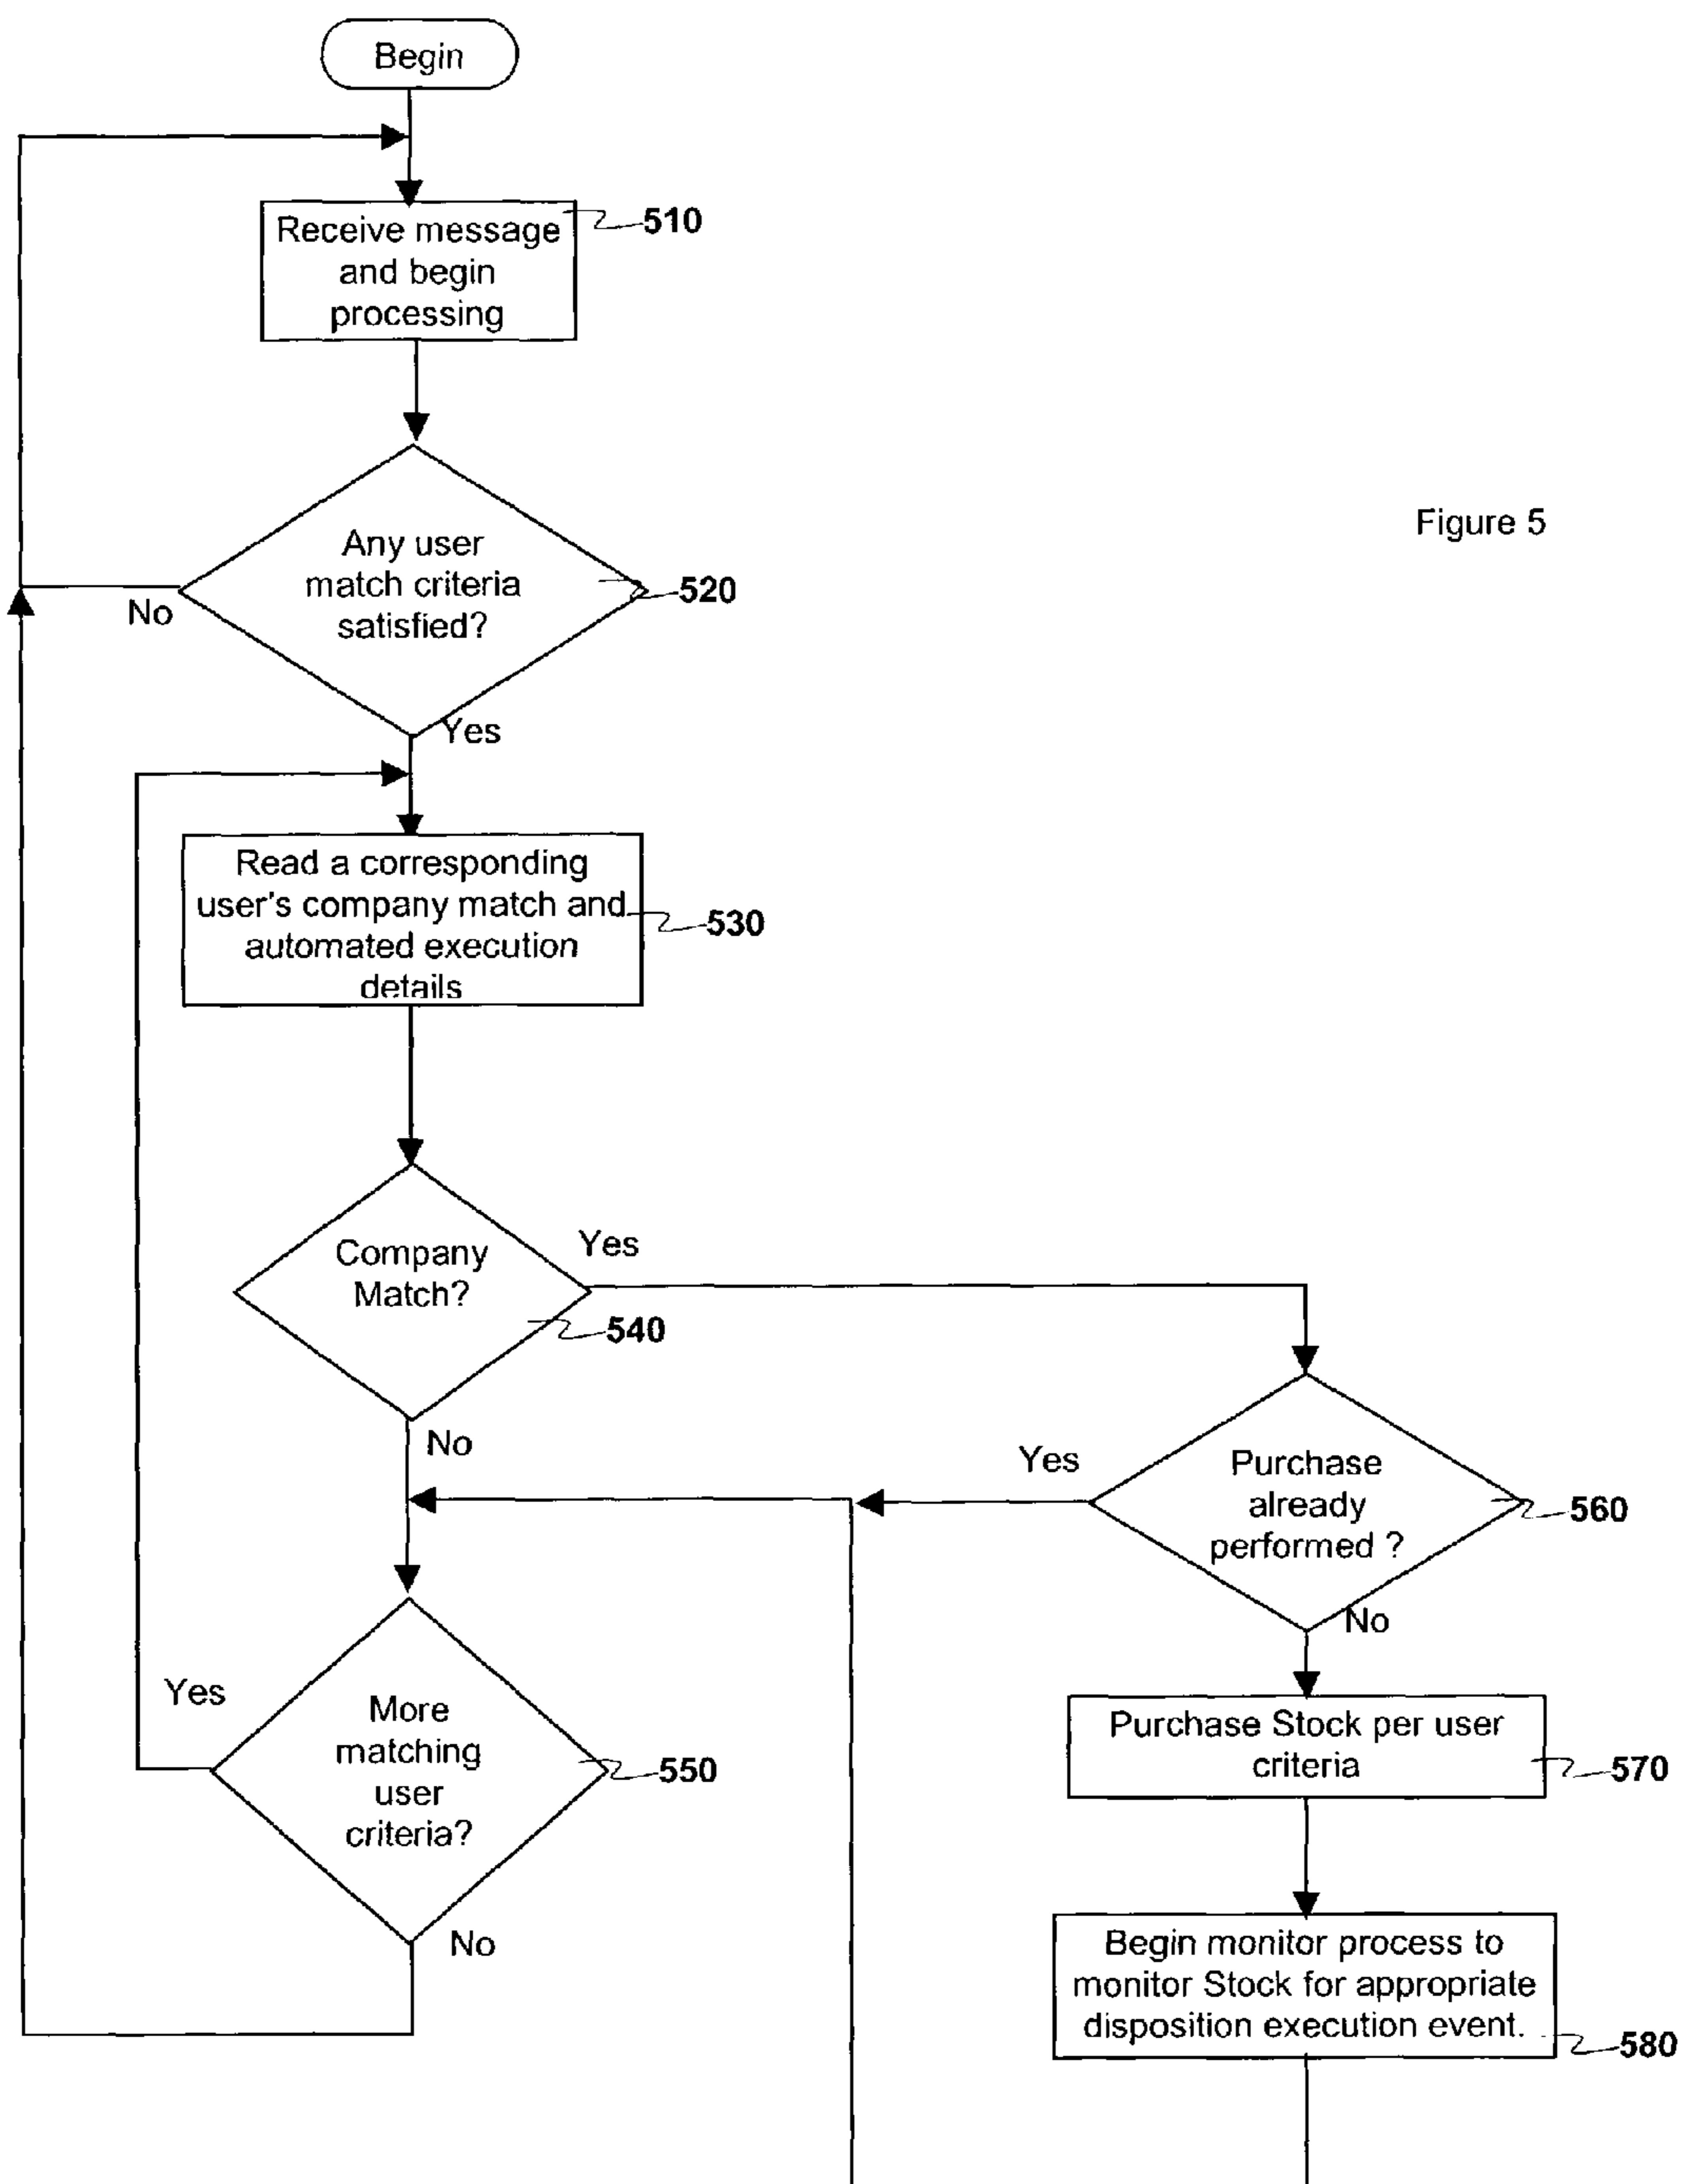 Begin
Receive message
and begin
processing
510
Any user
match criteria
satisfied?
520
Figure 5
No
Yes
Read a corresponding
user's company match and
automated execution
details
530
Company
Match?
Yes
540
No
Yes
Purchase
already
performed ?
560
No
Yes
More
matching
user
criteria?
550
Purchase Stock per user
criteria
570
No
Begin monitor process to
monitor Stock for appropriate
disposition execution event.
580